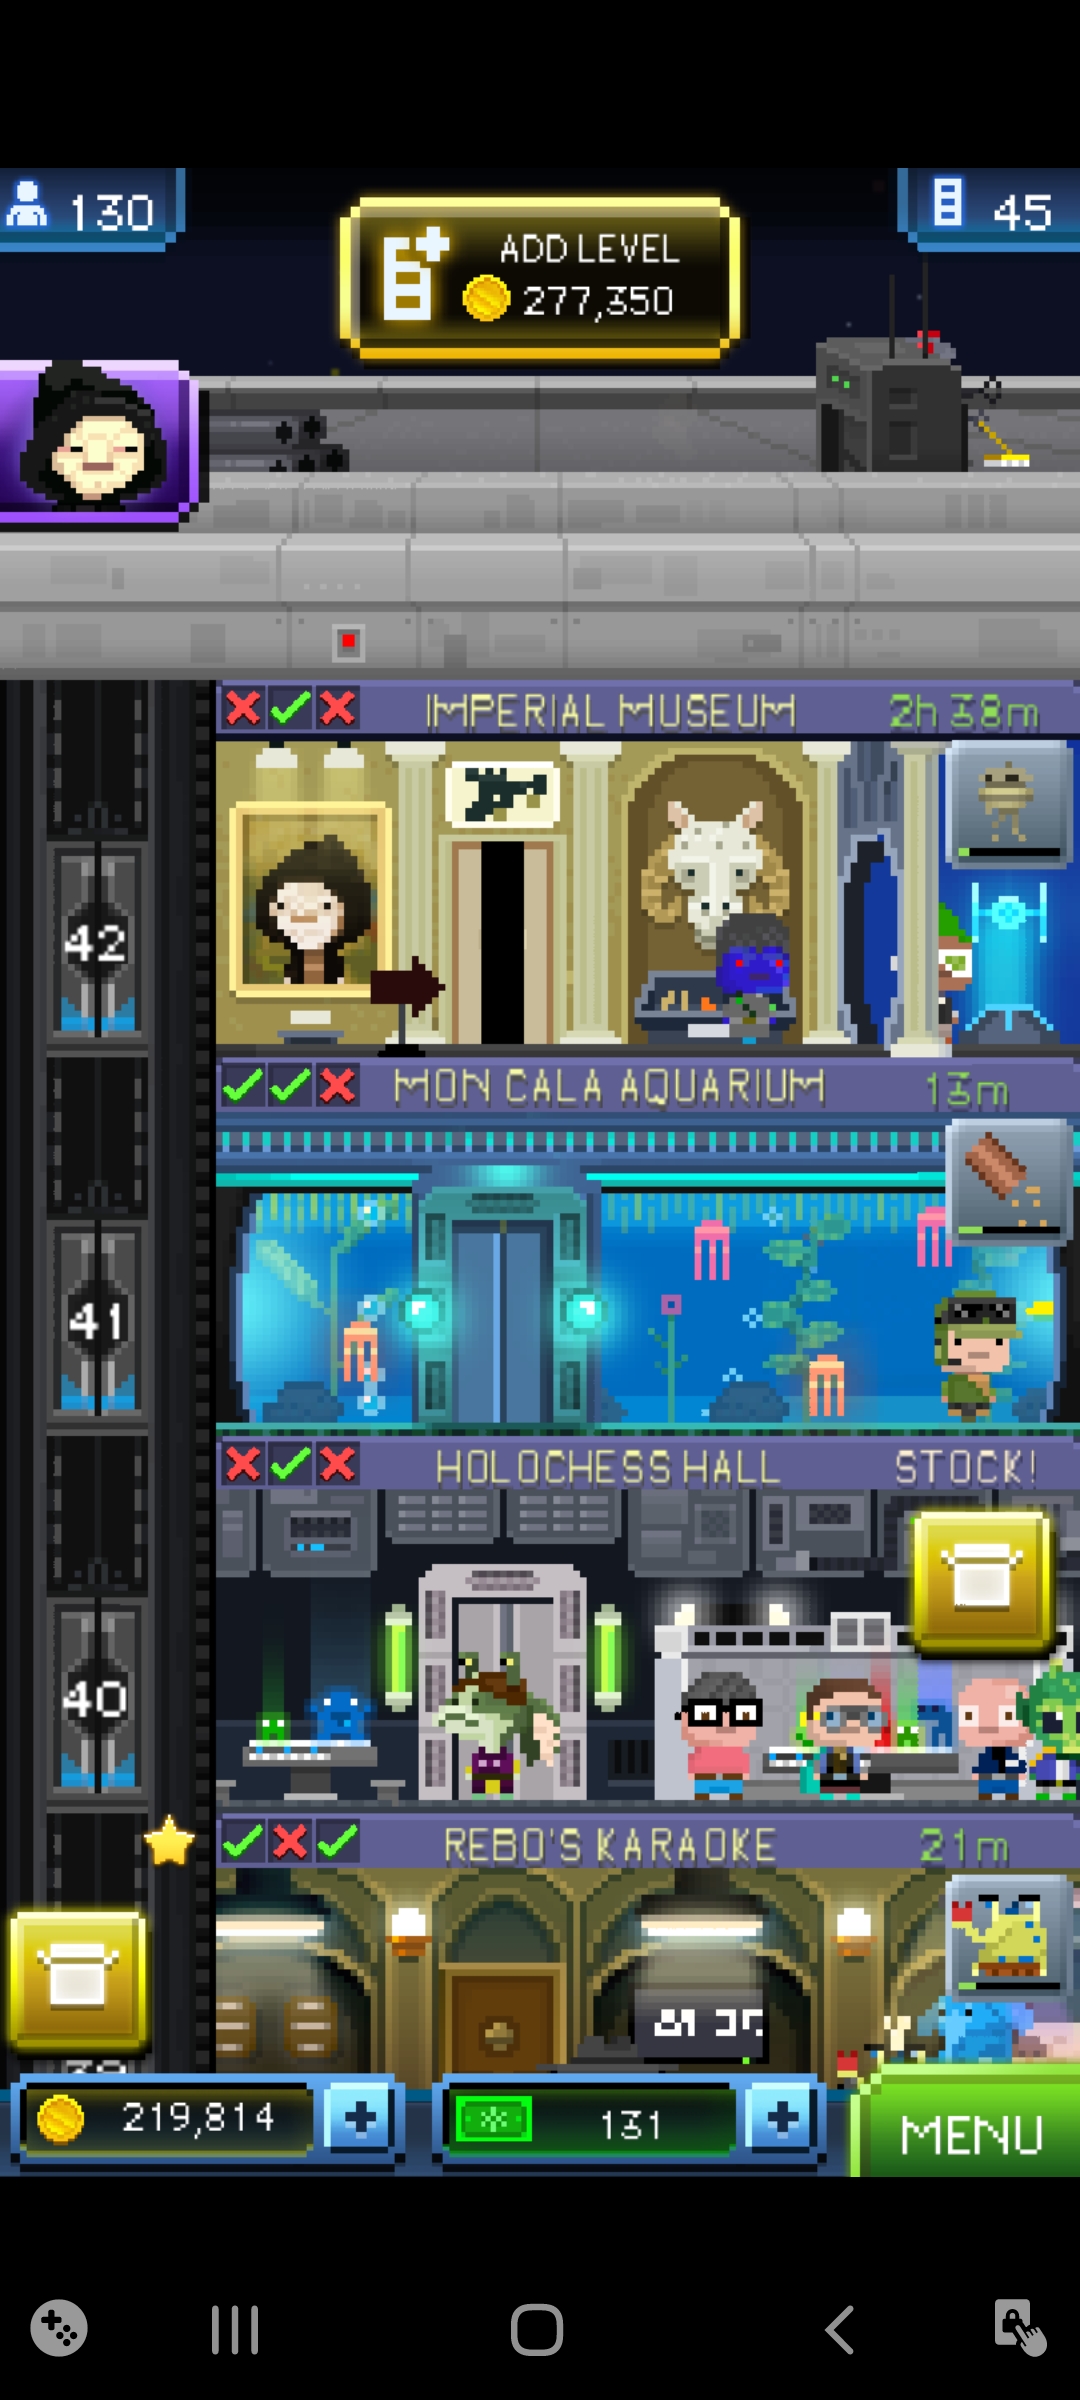 130
ADD LEVEL
277,350
45
IMPERIAL MUSEUM 2h 38m
42
MON CALA AQUARIUM 13m
41
HOLOCHESS HALL STOCK!
40
REBO'S KARAOKE 21m
219,814
131
MENU